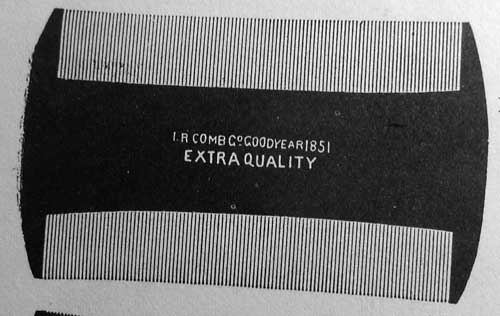 I.R COMB Co GOODYEAR 1851
EXTRA QUALITY